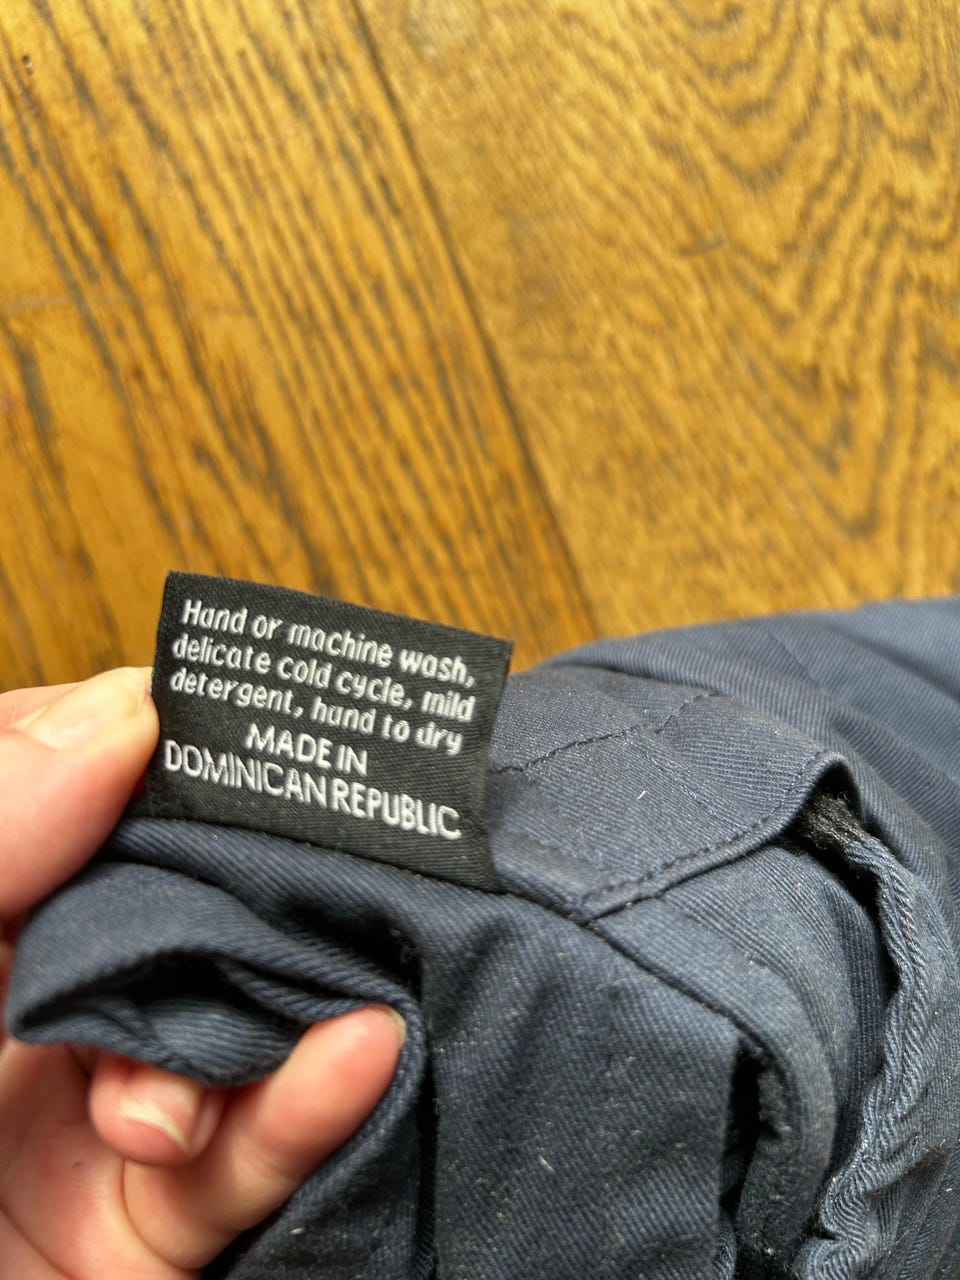 Hand or machine wash,
delicate cold cycle, mild
detergent, hand to dry
MADE IN
DOMINICAN REPUBLIC